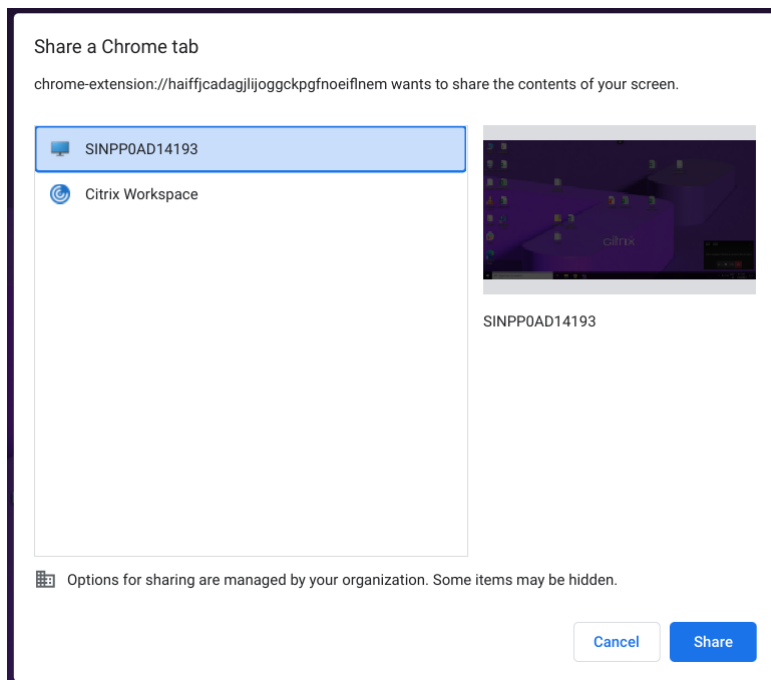 Share a Chrome tab
chrome-extension://haiffjcadagjlijoggckpgfnoeiflnem wants to share the contents of your screen.
SINPP0AD14193
Citrix Workspace
citrix
SINPP0AD14193
Options for sharing are managed by your organization. Some items may be hidden.
Cancel
Share